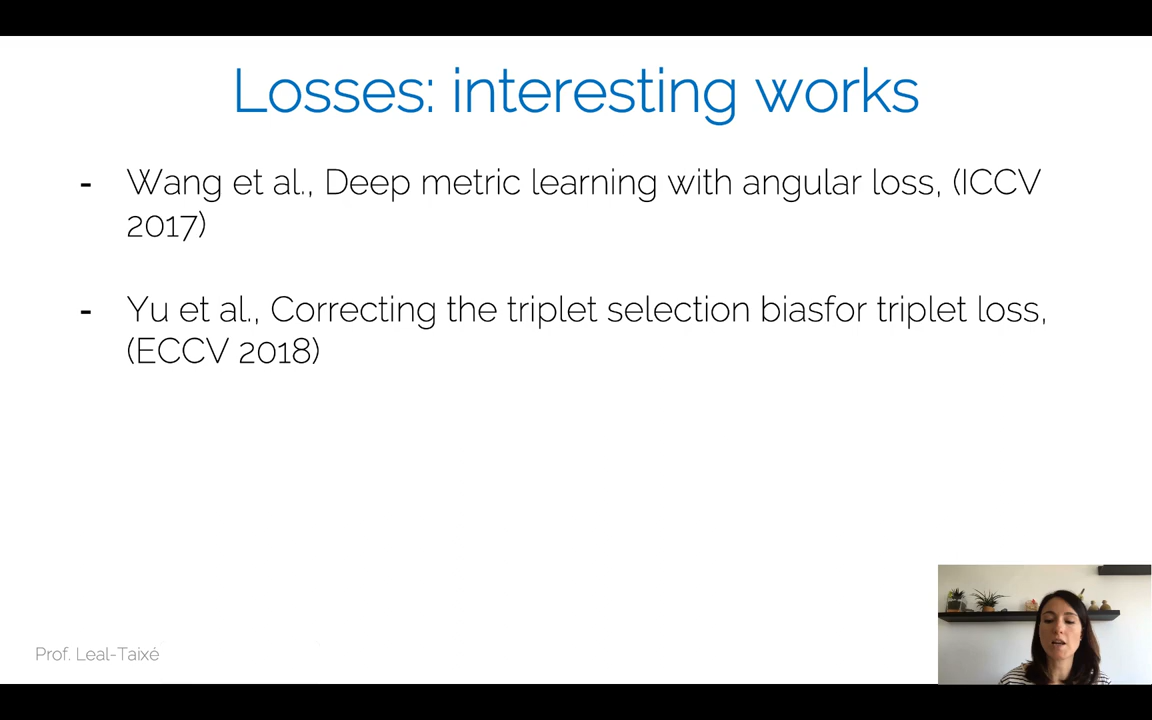 Losses: interesting works
- Wang et al., Deep metric learning with angular loss, (ICCV
2017)
- Yu et al., Correcting the triplet selection biasfor triplet loss,
(ECCV 2018)
Prof. Leal-Taixé